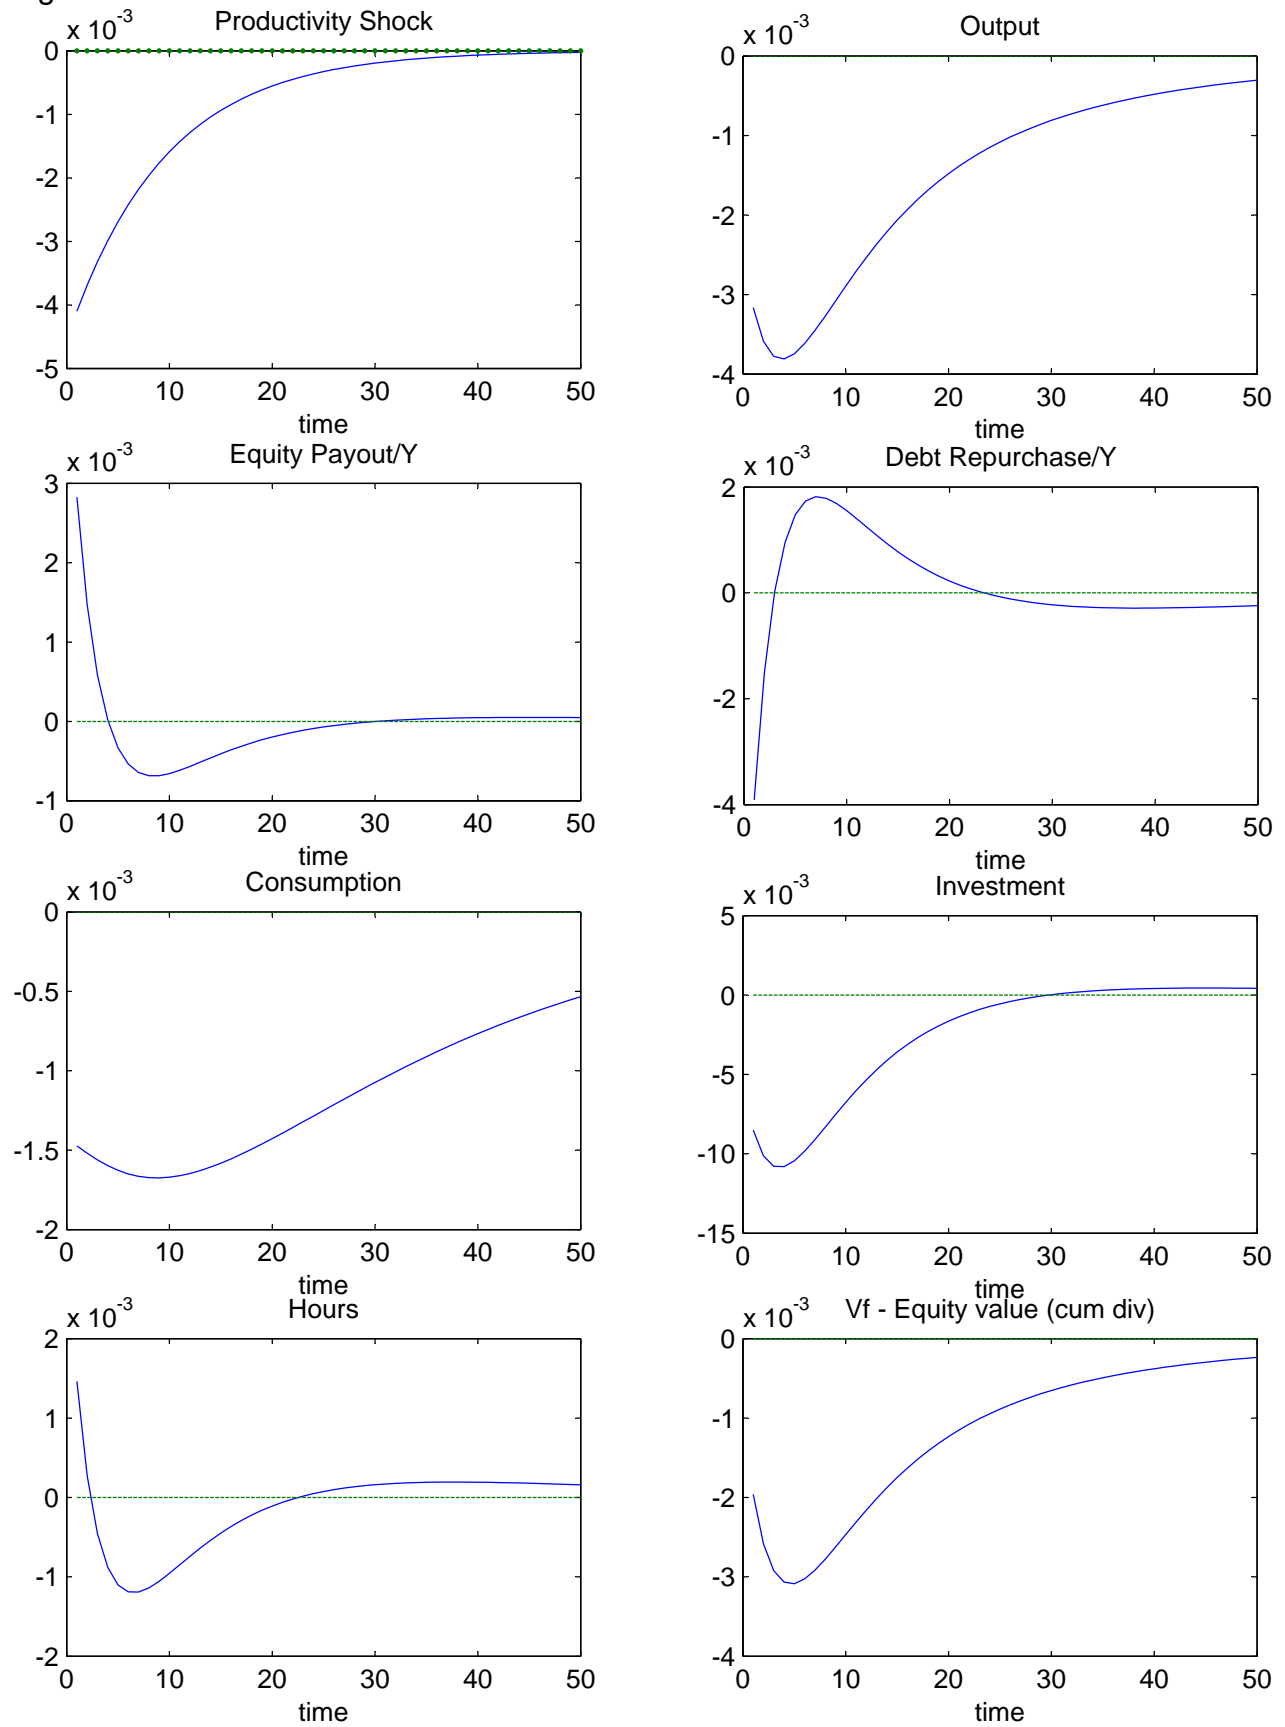 x 10^-3
Productivity Shock
0
-1
-2
-3
-4
-5
0 10 20 30 40 50
time
x 10^-3
Output
0
-1
-2
-3
-4
0 10 20 30 40 50
time
x 10^-3
Equity Payout/Y
3
2
1
0
-1
0 10 20 30 40 50
time
x 10^-3
Debt Repurchase/Y
2
0
-2
-4
0 10 20 30 40 50
time
x 10^-3
Consumption
0
-0.5
-1
-1.5
-2
0 10 20 30 40 50
time
x 10^-3
Investment
5
0
-5
-10
-15
0 10 20 30 40 50
time
x 10^-3
Hours
2
1
0
-1
-2
0 10 20 30 40 50
time
x 10^-3
Vf - Equity value (cum div)
0
-1
-2
-3
-4
0 10 20 30 40 50
time